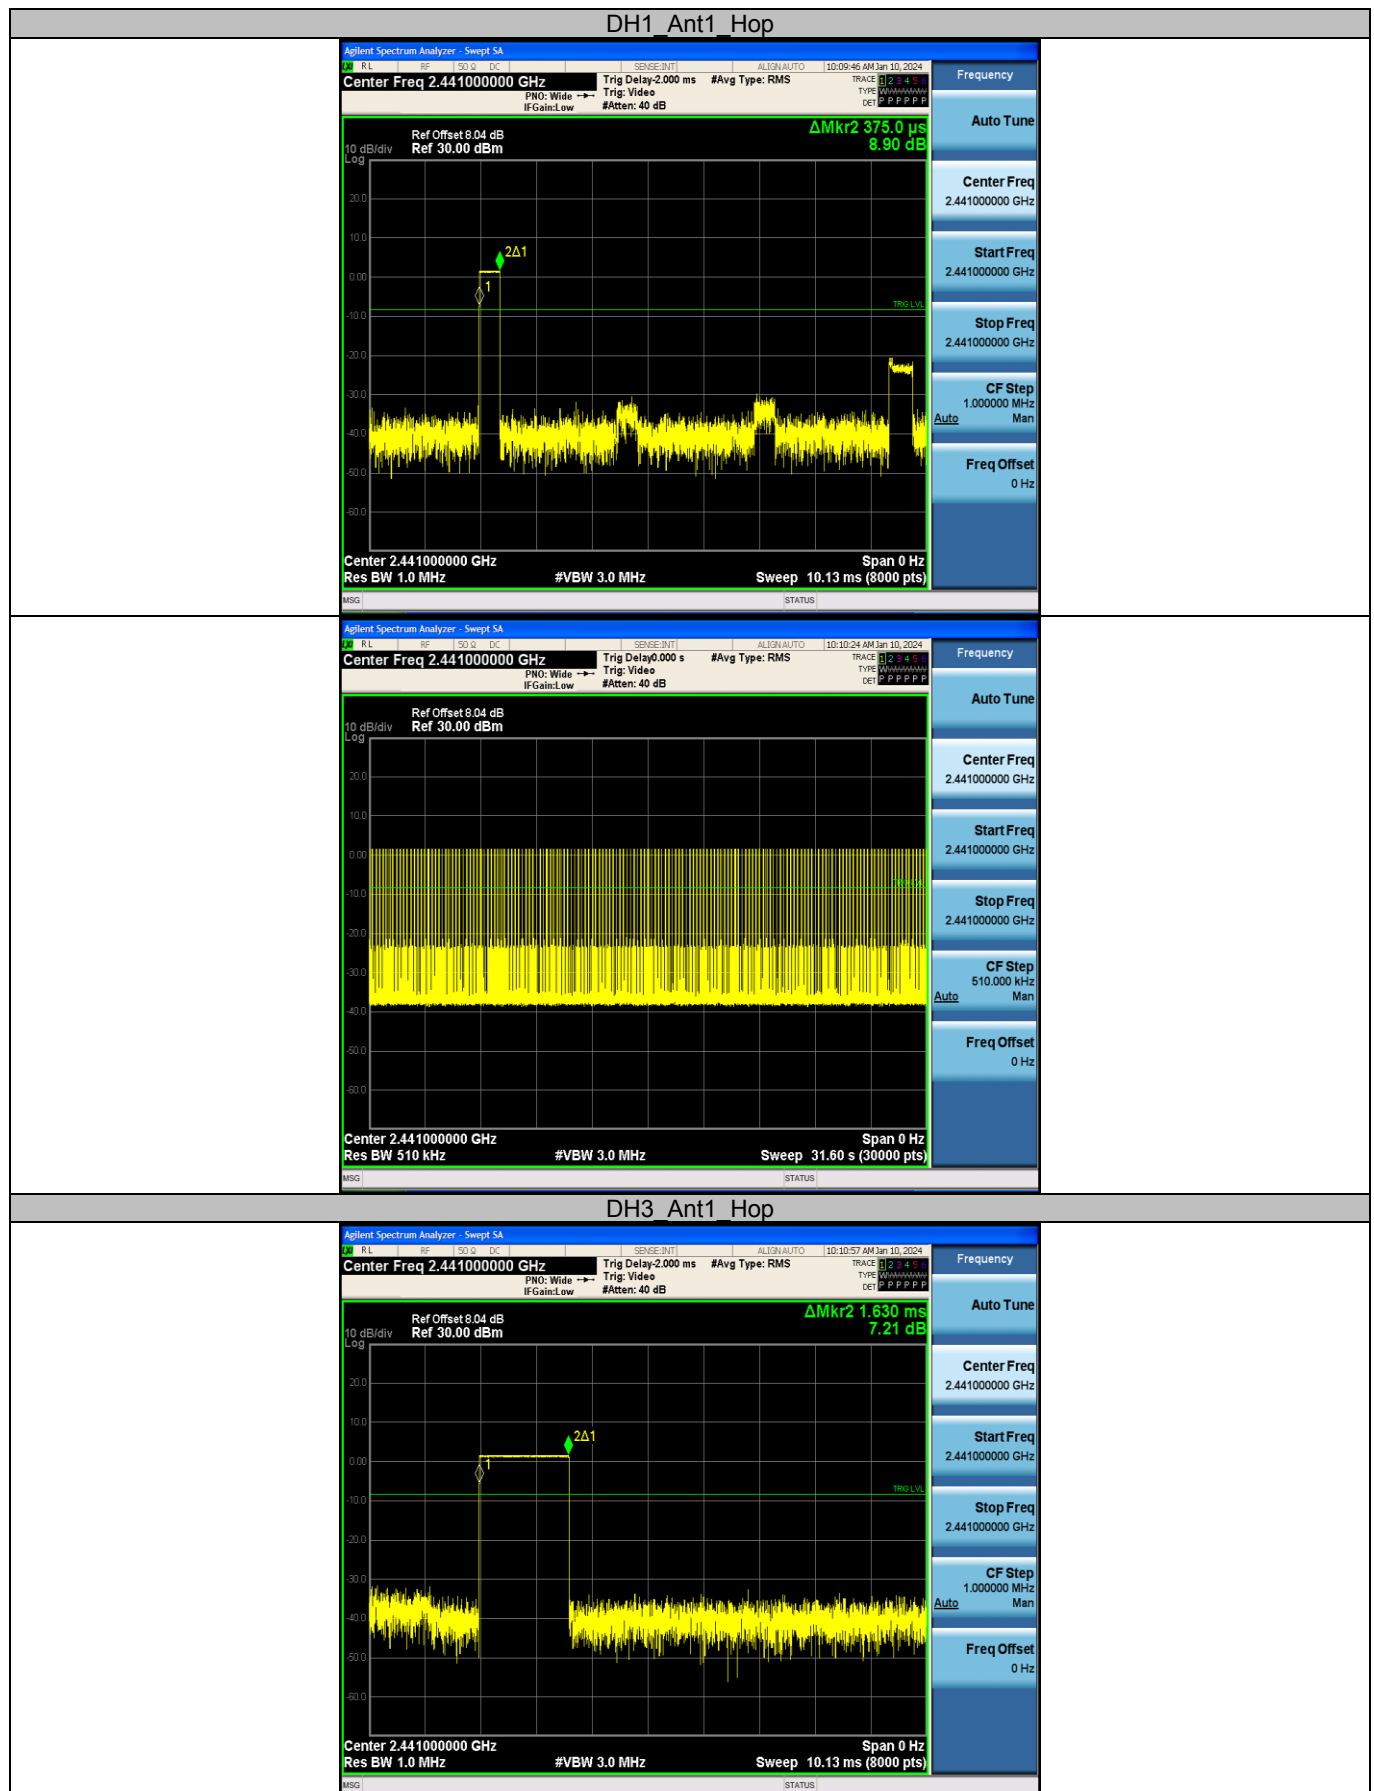 DH1_Ant1_Hop
Agilent Spectrum Analyzer - Swept SA
RL RF 50 Ω DC SENSE:INT ALIGN AUTO 10:09:46 AM Jan 10, 2024
Center Freq 2.441000000 GHz
Trig Delay-2.000 ms #Avg Type: RMS
TRACE 1 2 3 4 5 6
PNO: Wide
Trig: Video
TYPE
IFGain:Low
#Atten: 40 dB
DET P P P P P P
Frequency
Auto Tune
Ref Offset 8.04 dB
ΔMkr2 375.0 µs
10 dB/div Ref 30.00 dBm
8.90 dB
Log
20.0
10.0
0.00
-10.0
-20.0
-30.0
-40.0
-50.0
-60.0
2Δ1
1
TRIG LVL
Center Freq
2.441000000 GHz
Start Freq
2.441000000 GHz
Stop Freq
2.441000000 GHz
CF Step
1.000000 MHz
Auto Man
Freq Offset
0 Hz
Center 2.441000000 GHz Span 0 Hz
Res BW 1.0 MHz #VBW 3.0 MHz Sweep 10.13 ms (8000 pts)
MSG STATUS
Agilent Spectrum Analyzer - Swept SA
RL RF 50 Ω DC SENSE:INT ALIGN AUTO 10:10:24 AM Jan 10, 2024
Center Freq 2.441000000 GHz
Trig Delay0.000 s #Avg Type: RMS
TRACE 1 2 3 4 5 6
PNO: Wide
Trig: Video
TYPE
IFGain:Low
#Atten: 40 dB
DET P P P P P P
Frequency
Auto Tune
Ref Offset 8.04 dB
10 dB/div Ref 30.00 dBm
Log
20.0
10.0
0.00
-10.0
-20.0
-30.0
-40.0
-50.0
-60.0
Center Freq
2.441000000 GHz
Start Freq
2.441000000 GHz
Stop Freq
2.441000000 GHz
CF Step
510.000 kHz
Auto Man
Freq Offset
0 Hz
Center 2.441000000 GHz Span 0 Hz
Res BW 510 kHz #VBW 3.0 MHz Sweep 31.60 s (30000 pts)
MSG STATUS
DH3_Ant1_Hop
Agilent Spectrum Analyzer - Swept SA
RL RF 50 Ω DC SENSE:INT ALIGN AUTO 10:10:57 AM Jan 10, 2024
Center Freq 2.441000000 GHz
Trig Delay-2.000 ms #Avg Type: RMS
TRACE 1 2 3 4 5 6
PNO: Wide
Trig: Video
TYPE
IFGain:Low
#Atten: 40 dB
DET P P P P P P
Frequency
Auto Tune
Ref Offset 8.04 dB
ΔMkr2 1.630 ms
10 dB/div Ref 30.00 dBm
7.21 dB
Log
20.0
10.0
0.00
-10.0
-20.0
-30.0
-40.0
-50.0
-60.0
2Δ1
1
TRIG LVL
Center Freq
2.441000000 GHz
Start Freq
2.441000000 GHz
Stop Freq
2.441000000 GHz
CF Step
1.000000 MHz
Auto Man
Freq Offset
0 Hz
Center 2.441000000 GHz Span 0 Hz
Res BW 1.0 MHz #VBW 3.0 MHz Sweep 10.13 ms (8000 pts)
MSG STATUS